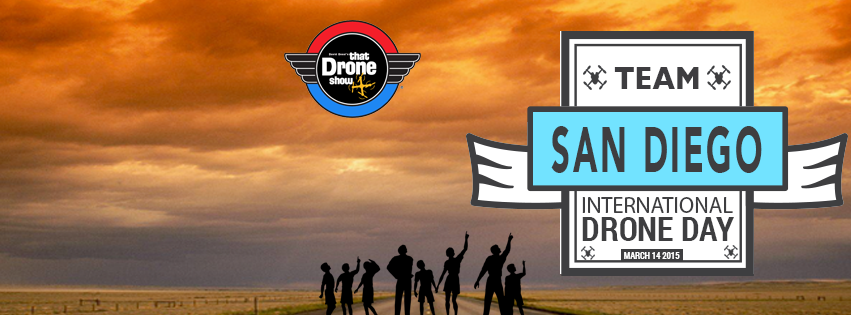 that
Drone
show
TEAM
SAN DIEGO
INTERNATIONAL
DRONE DAY
MARCH 14 2015